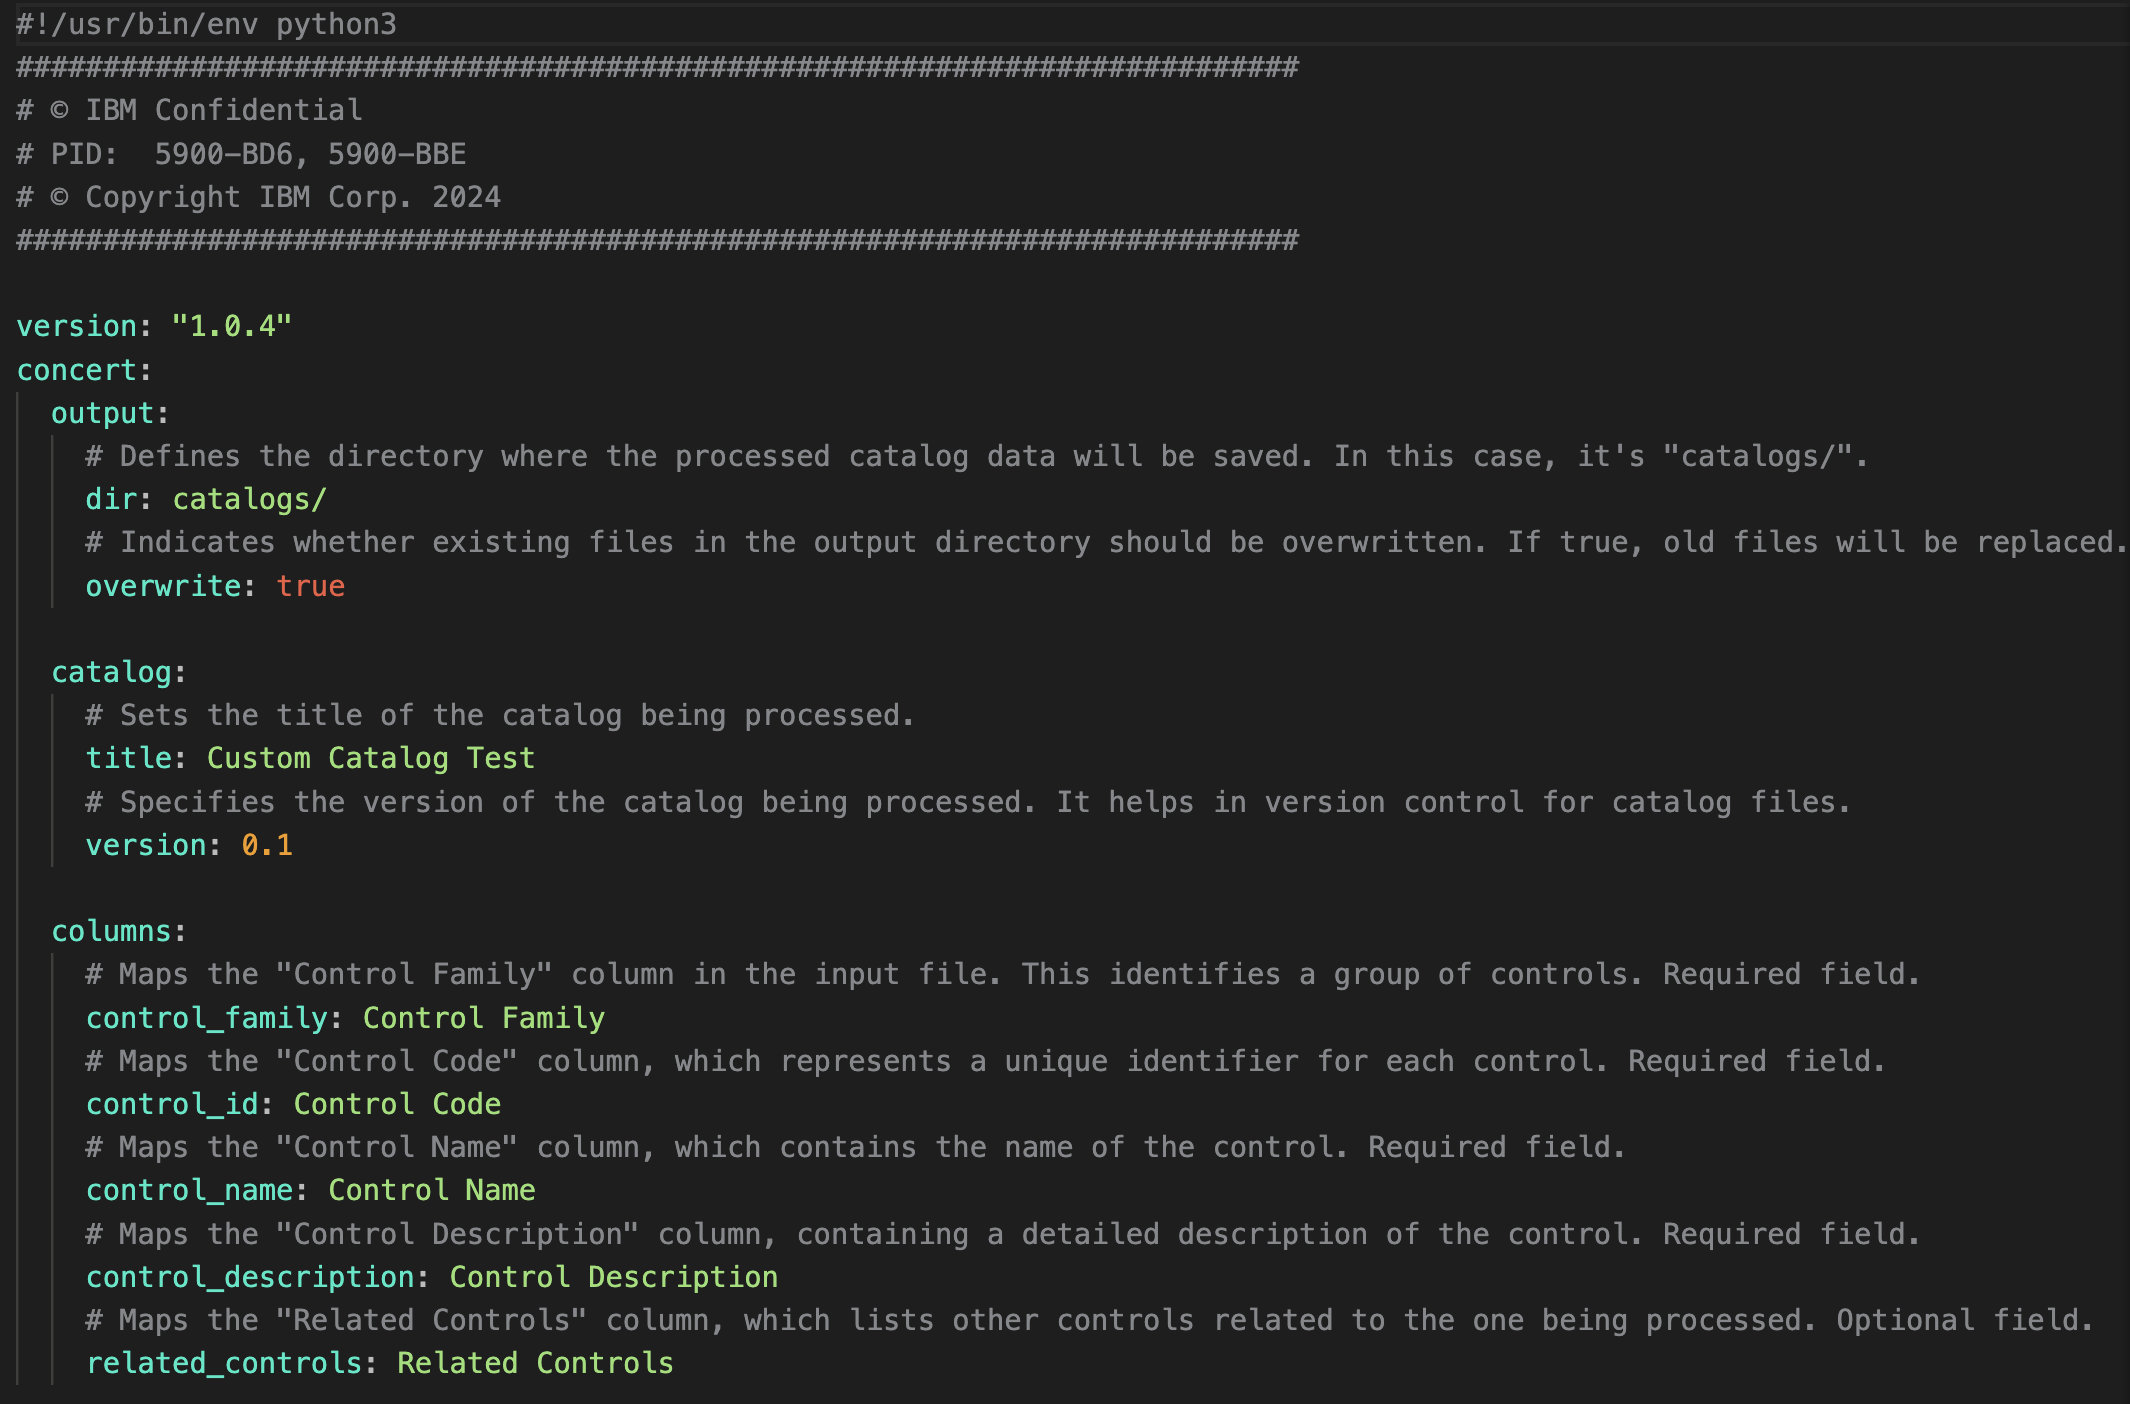 #!/usr/bin/env python3
##########################################################################
# © IBM Confidential
# PID:  5900-BD6, 5900-BBE
# © Copyright IBM Corp. 2024
##########################################################################

version: "1.0.4"
concert:
  output:
    # Defines the directory where the processed catalog data will be saved. In this case, it's "catalogs/".
    dir: catalogs/
    # Indicates whether existing files in the output directory should be overwritten. If true, old files will be replaced.
    overwrite: true

  catalog:
    # Sets the title of the catalog being processed.
    title: Custom Catalog Test
    # Specifies the version of the catalog being processed. It helps in version control for catalog files.
    version: 0.1

  columns:
    # Maps the "Control Family" column in the input file. This identifies a group of controls. Required field.
    control_family: Control Family
    # Maps the "Control Code" column, which represents a unique identifier for each control. Required field.
    control_id: Control Code
    # Maps the "Control Name" column, which contains the name of the control. Required field.
    control_name: Control Name
    # Maps the "Control Description" column, containing a detailed description of the control. Required field.
    control_description: Control Description
    # Maps the "Related Controls" column, which lists other controls related to the one being processed. Optional field.
    related_controls: Related Controls